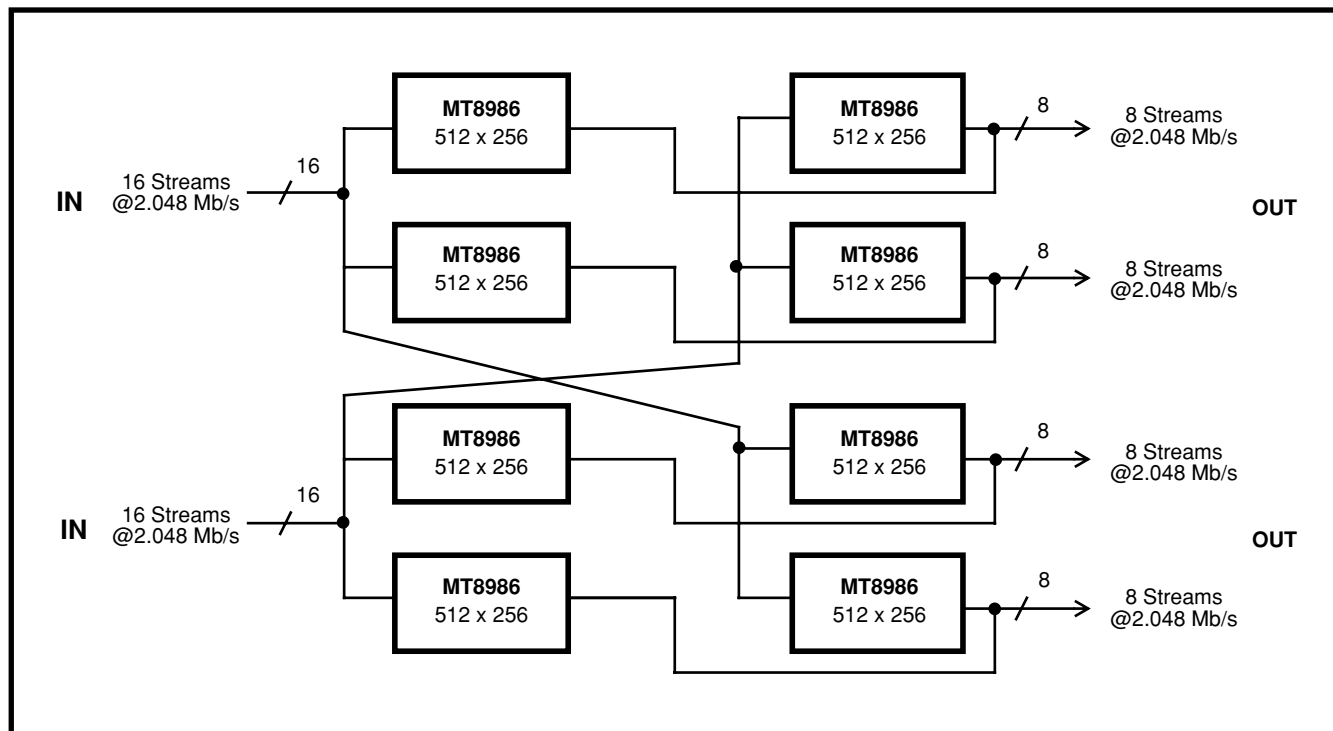 MT8986
512 x 256
MT8986
512 x 256
8
8 Streams
@2.048 Mb/s
16
16 Streams
@2.048 Mb/s
IN
OUT
MT8986
512 x 256
MT8986
512 x 256
8
8 Streams
@2.048 Mb/s
MT8986
512 x 256
MT8986
512 x 256
8
8 Streams
@2.048 Mb/s
16
16 Streams
@2.048 Mb/s
IN
OUT
MT8986
512 x 256
MT8986
512 x 256
8
8 Streams
@2.048 Mb/s